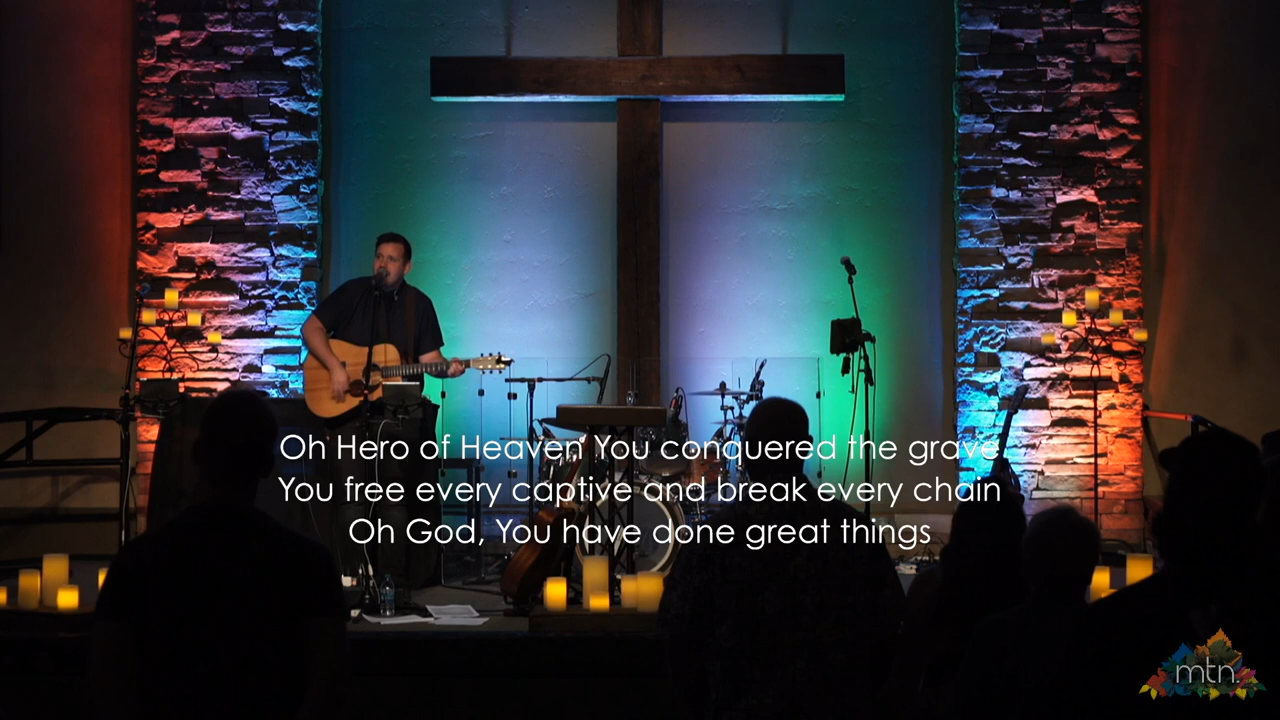 Oh Hero of Heaven You conquered the grave
You free every captive and break every chain
Oh God, You have done great things
mtn.